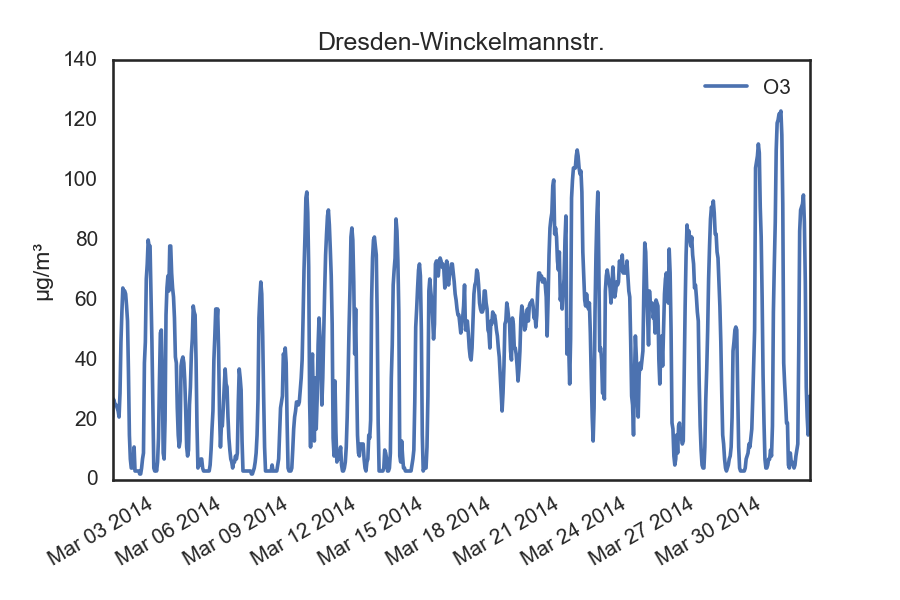 Dresden-Winckelmannstr.
140
120
100
80
60
40
20
0
µg/m³
O3
Mar 03 2014
Mar 06 2014
Mar 09 2014
Mar 12 2014
Mar 15 2014
Mar 18 2014
Mar 21 2014
Mar 24 2014
Mar 27 2014
Mar 30 2014